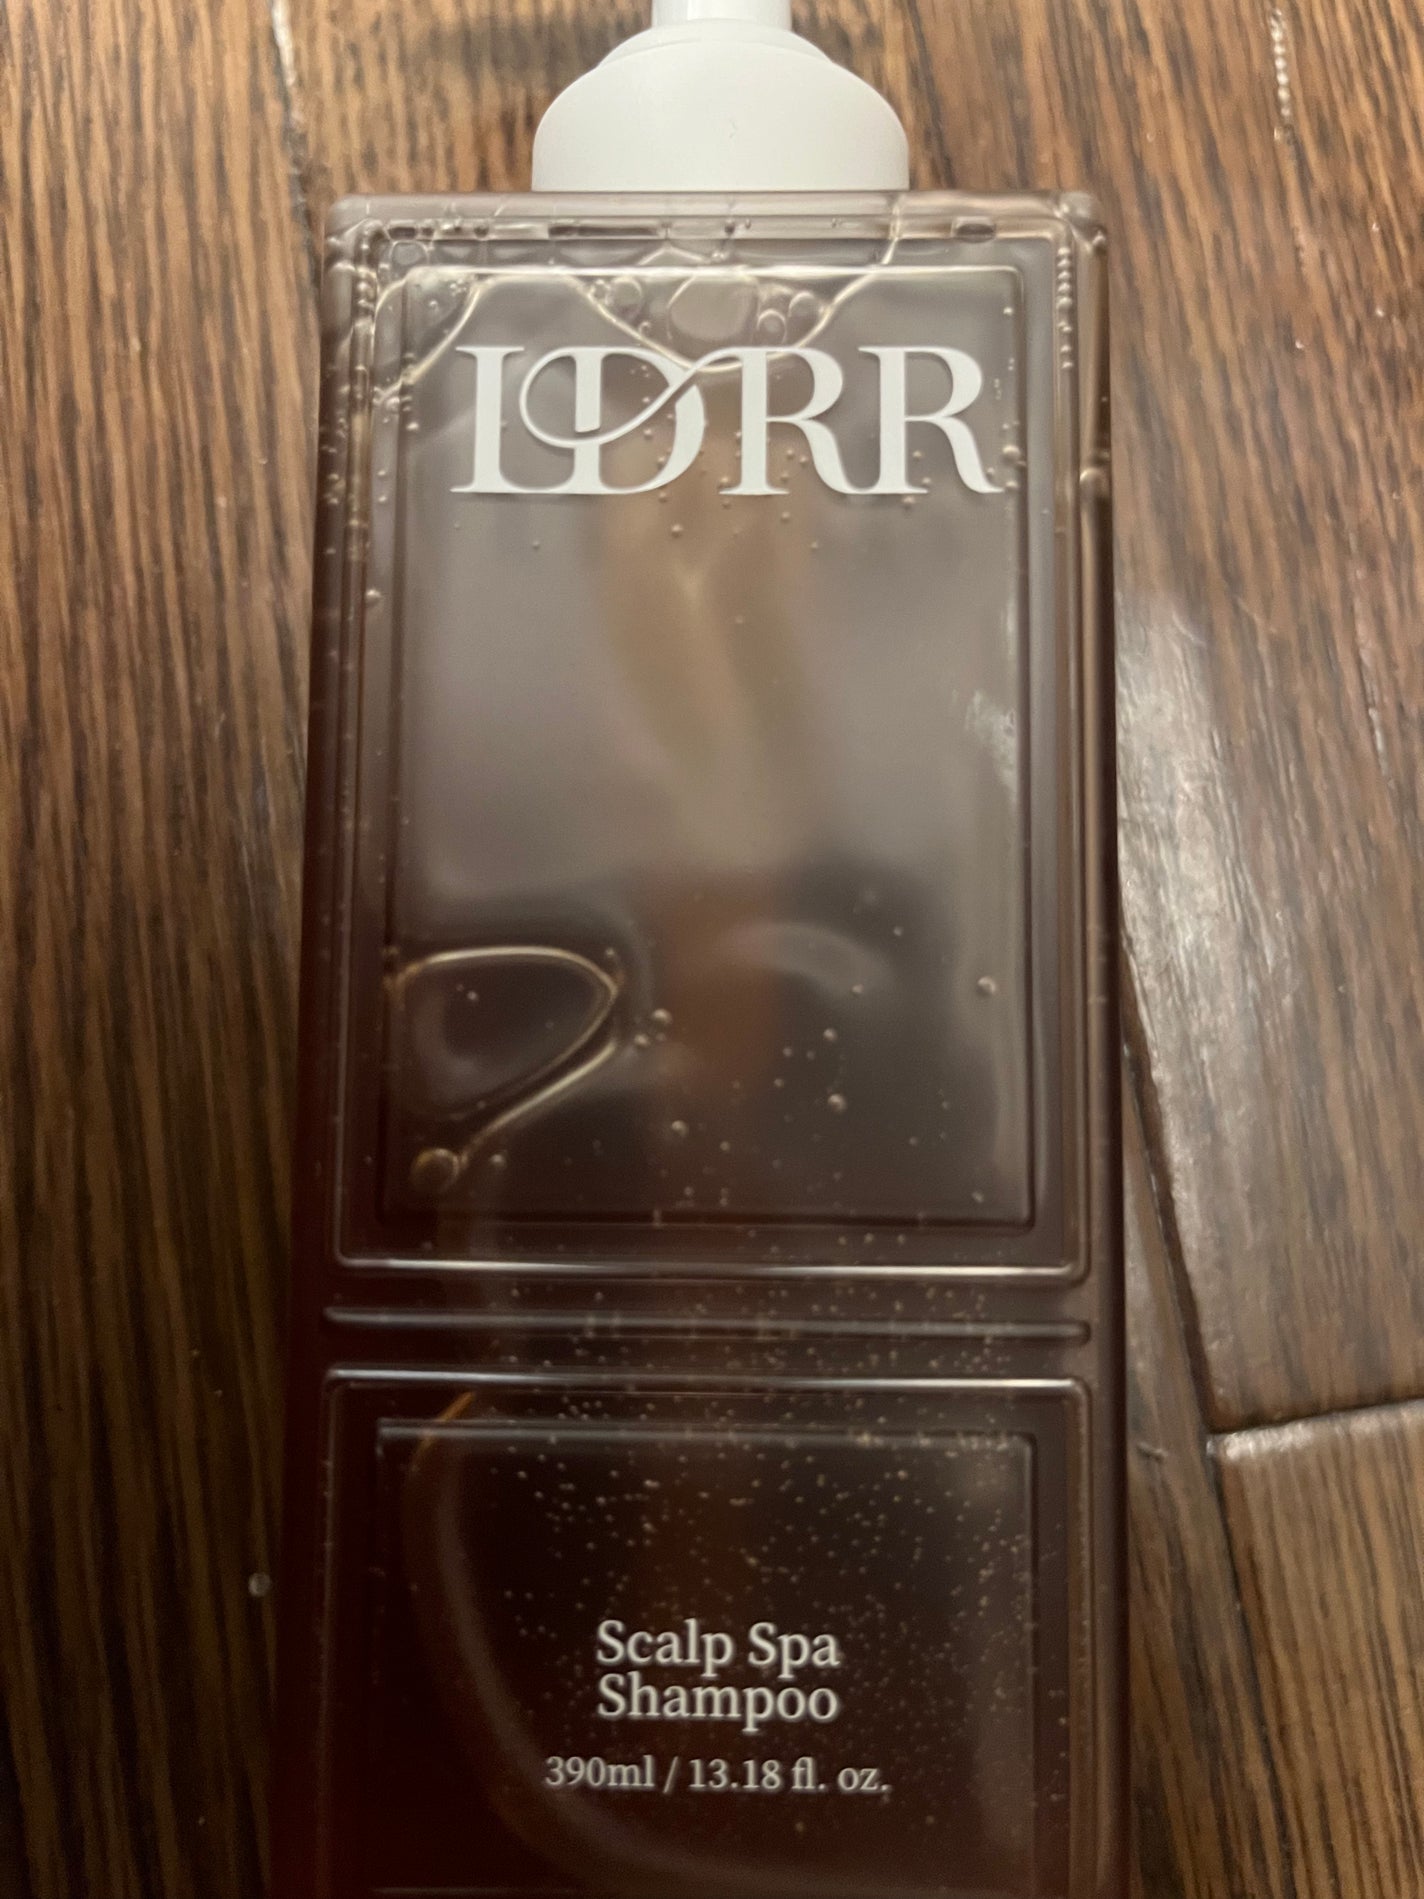 LDRR
Scalp Spa
Shampoo
390ml / 13.18 fl. oz.